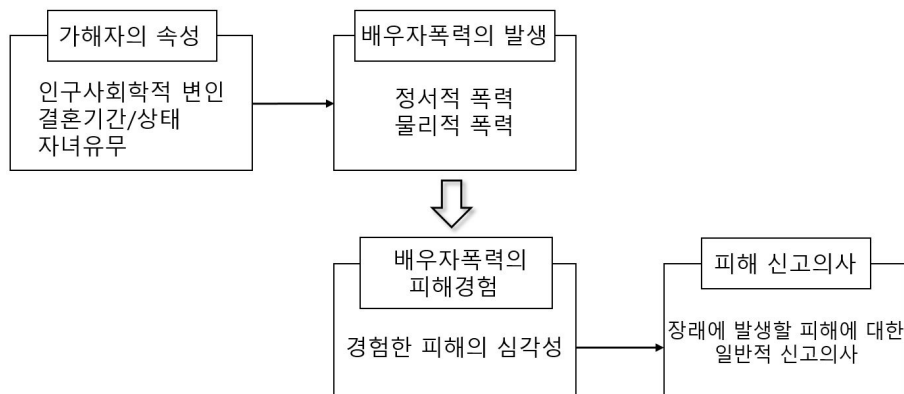 가해자의 속성
인구사회학적 변인
결혼기간/상태
자녀유무
배우자폭력의 발생
정서적 폭력
물리적 폭력
배우자폭력의
피해경험
경험한 피해의 심각성
피해 신고의사
장래에 발생할 피해에 대한
일반적 신고의사